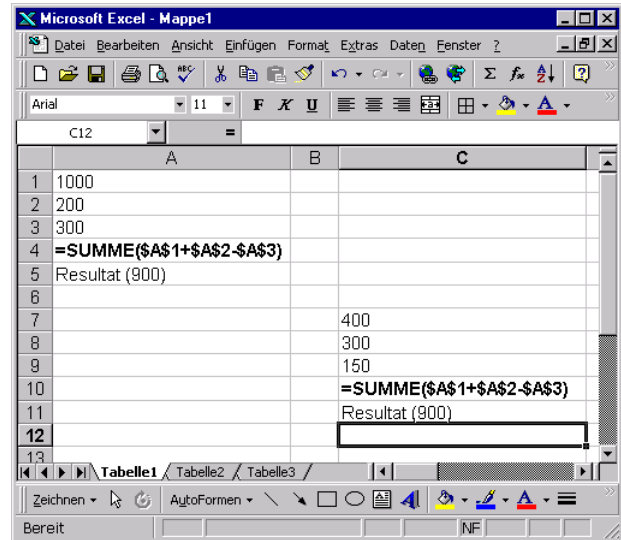 Microsoft Excel - Mappe1
Datei Bearbeiten Ansicht Einfügen Format Extras Daten Fenster ?
Arial 11 F K U
C12 =
A B C
1 1000
2 200
3 300
4 =SUMME($A$1+$A$2-$A$3)
5 Resultat (900)
6
7 400
8 300
9 150
10 =SUMME($A$1+$A$2-$A$3)
11 Resultat (900)
12
13
Tabelle1 Tabelle2 Tabelle3
Zeichnen AutoFormen
Bereit NF